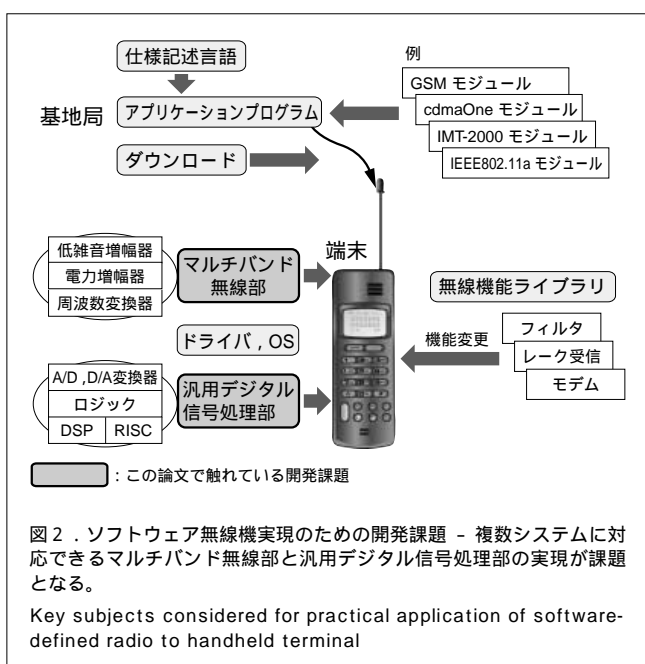 仕様記述言語
例
基地局
アプリケーションプログラム
GSM モジュール
cdmaOne モジュール
IMT-2000 モジュール
IEEE802.11a モジュール
ダウンロード
端末
低雑音増幅器
電力増幅器
周波数変換器
マルチバンド
無線部
無線機能ライブラリ
ドライバ , OS
機能変更
フィルタ
レーク受信
モデム
A/D ,D/A変換器
ロジック
DSP RISC
汎用デジタル
信号処理部
：この論文で触れている開発課題
図2．ソフトウェア無線機実現のための開発課題 － 複数システムに対
応できるマルチバンド無線部と汎用デジタル信号処理部の実現が課題
となる。
Key subjects considered for practical application of software-
defined radio to handheld terminal